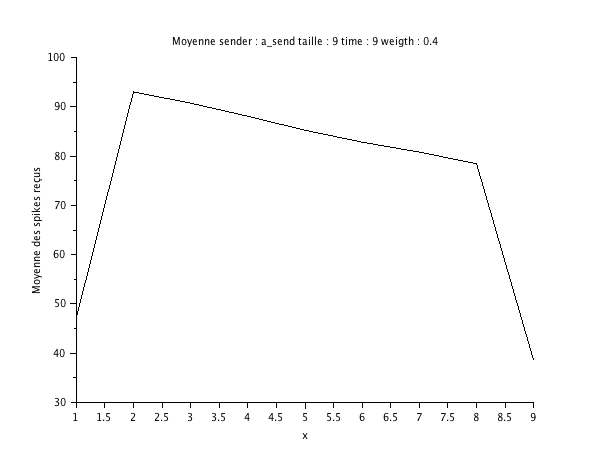 Moyenne sender : a_send taille : 9 time : 9 weigth : 0.4
100
90
80
70
60
50
40
30
Moyenne des spikes reçus
1 1.5 2 2.5 3 3.5 4 4.5 5 5.5 6 6.5 7 7.5 8 8.5 9
x